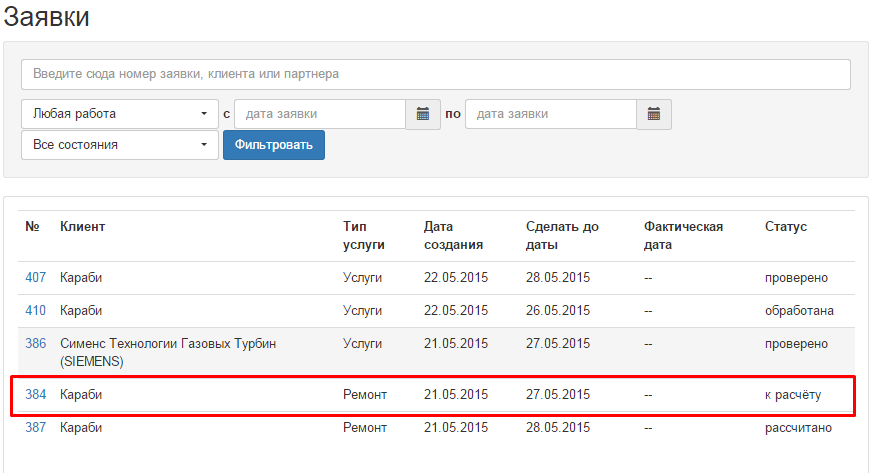 Заявки
Введите сюда номер заявки, клиента или партнера
Любая работа с дата заявки по дата заявки
Все состояния Фильтровать
№ Клиент Тип услуги Дата создания Сделать до даты Фактическая дата Статус
407 Караби Услуги 22.05.2015 28.05.2015 -- проверено
410 Караби Услуги 22.05.2015 26.05.2015 -- обработана
386 Сименс Технологии Газовых Турбин (SIEMENS) Услуги 21.05.2015 27.05.2015 -- проверено
384 Караби Ремонт 21.05.2015 27.05.2015 -- к расчёту
387 Караби Ремонт 21.05.2015 28.05.2015 -- рассчитано